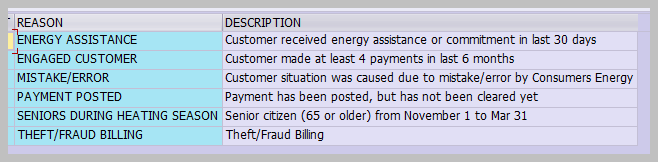 REASON DESCRIPTION
ENERGY ASSISTANCE Customer received energy assistance or commitment in last 30 days
ENGAGED CUSTOMER Customer made at least 4 payments in last 6 months
MISTAKE/ERROR Customer situation was caused due to mistake/error by Consumers Energy
PAYMENT POSTED Payment has been posted, but has not been cleared yet
SENIORS DURING HEATING SEASON Senior citizen (65 or older) from November 1 to Mar 31
THEFT/FRAUD BILLING Theft/Fraud Billing